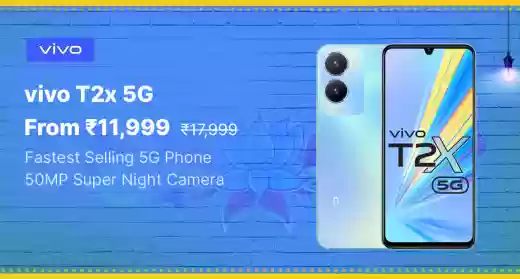 vivo
vivo T2x 5G
From ₹11,999 ₹17,999
Fastest Selling 5G Phone
50MP Super Night Camera
vivo
T2X
5G